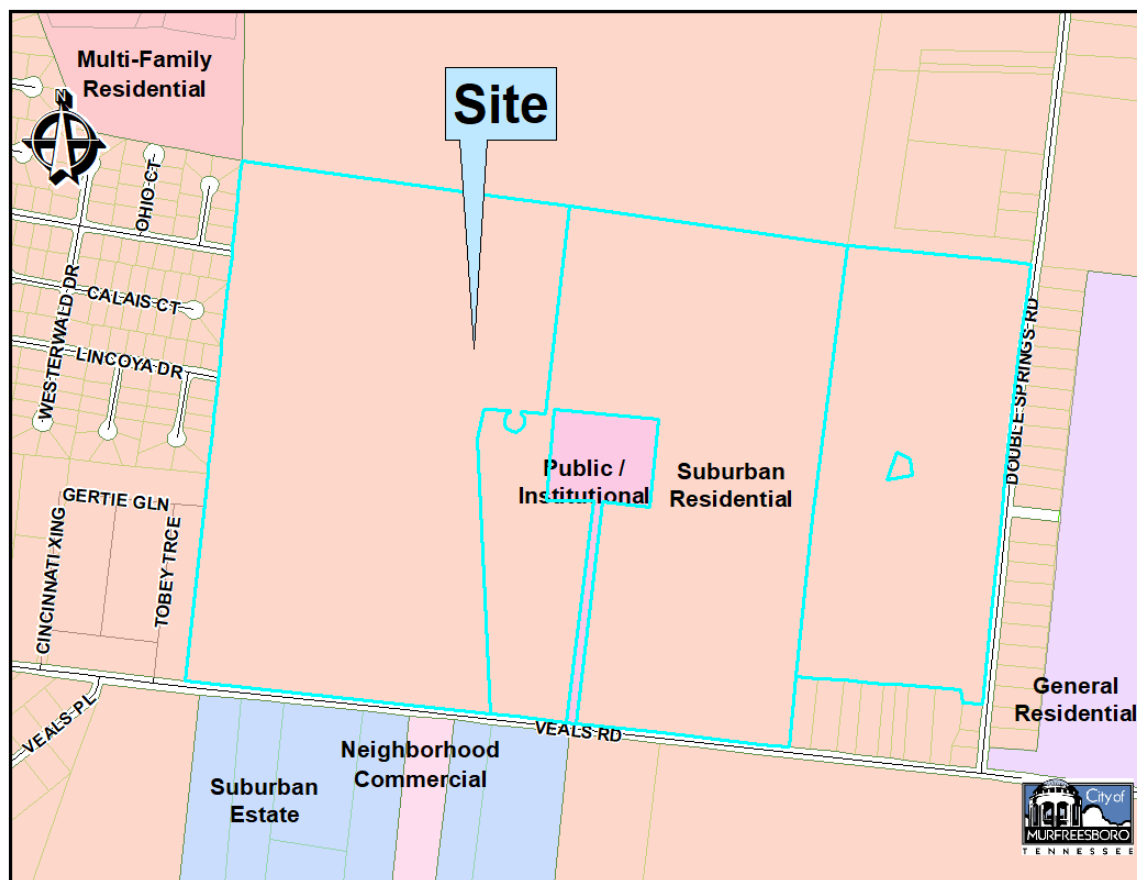 Multi-Family
Residential
N
Site
OHIO CT
WESTERWALD DR
CALAIS CT
LINCOYA DR
DOUBLE SPRINGS RD
Public /
Institutional
Suburban
Residential
GERTIE GLN
CINCINNATI XING
TOBEY TRCE
General
Residential
VEALS PL
VEALS RD
Neighborhood
Commercial
Suburban
Estate
City of
MURFREESBORO
TENNESSEE